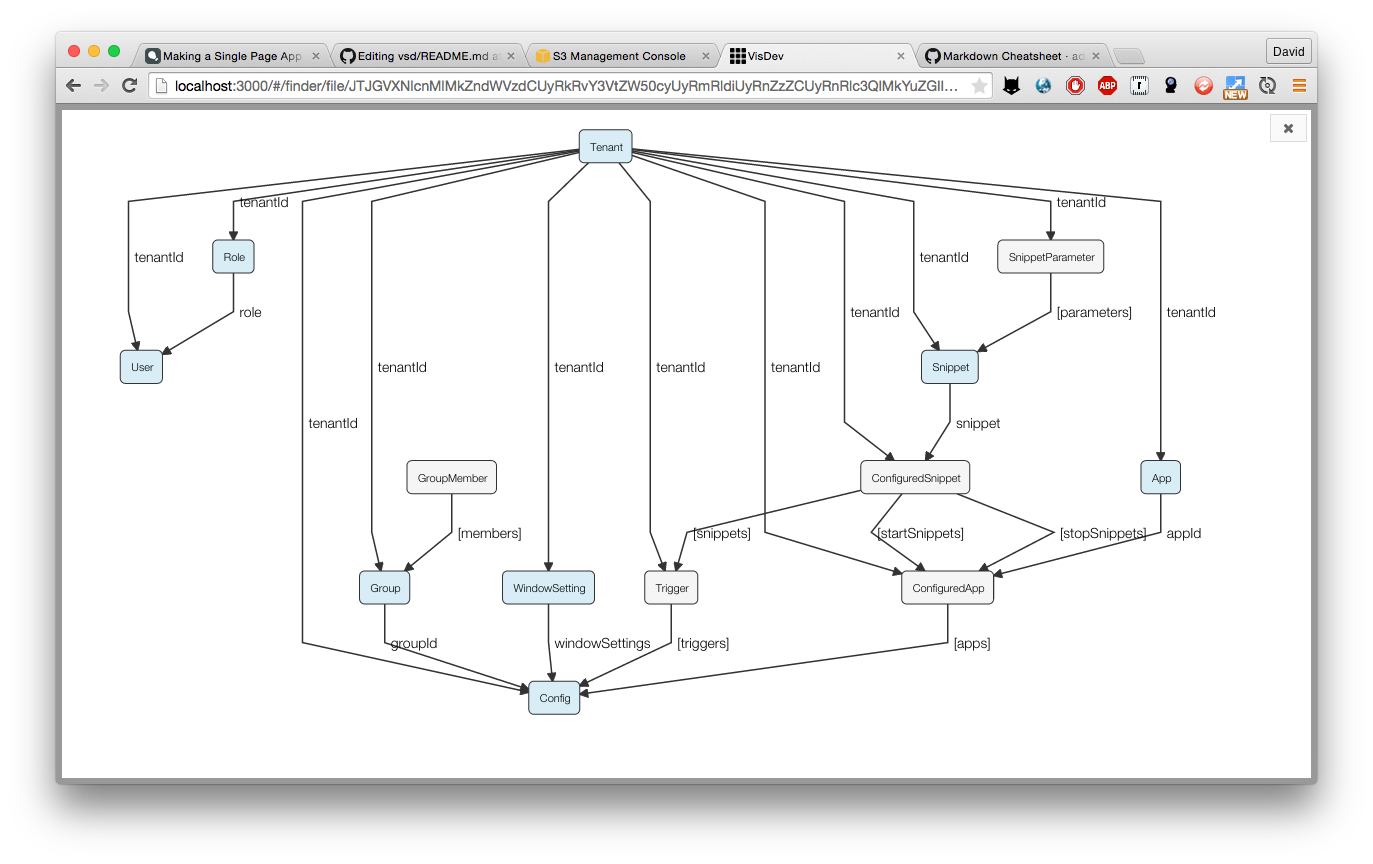 Making a Single Page App
Editing vsd/README.md at
S3 Management Console
VisDev
Markdown Cheatsheet · ad
David
localhost:3000/#/finder/file/JTJGVXNlcnMlMkZndWVzdCUyRkRvY3VtZW50cyUyRmRldiUyRnZzZCUyRnRlc3QlMkYuZGll…
ABP
NEW
Tenant
tenantId
tenantId
tenantId
Role
tenantId
SnippetParameter
role
tenantId
[parameters]
tenantId
User
tenantId
tenantId
tenantId
tenantId
Snippet
tenantId
snippet
GroupMember
ConfiguredSnippet
App
[members]
[snippets]
[startSnippets]
[stopSnippets]
appId
Group
WindowSetting
Trigger
ConfiguredApp
groupId
windowSettings
[triggers]
[apps]
Config